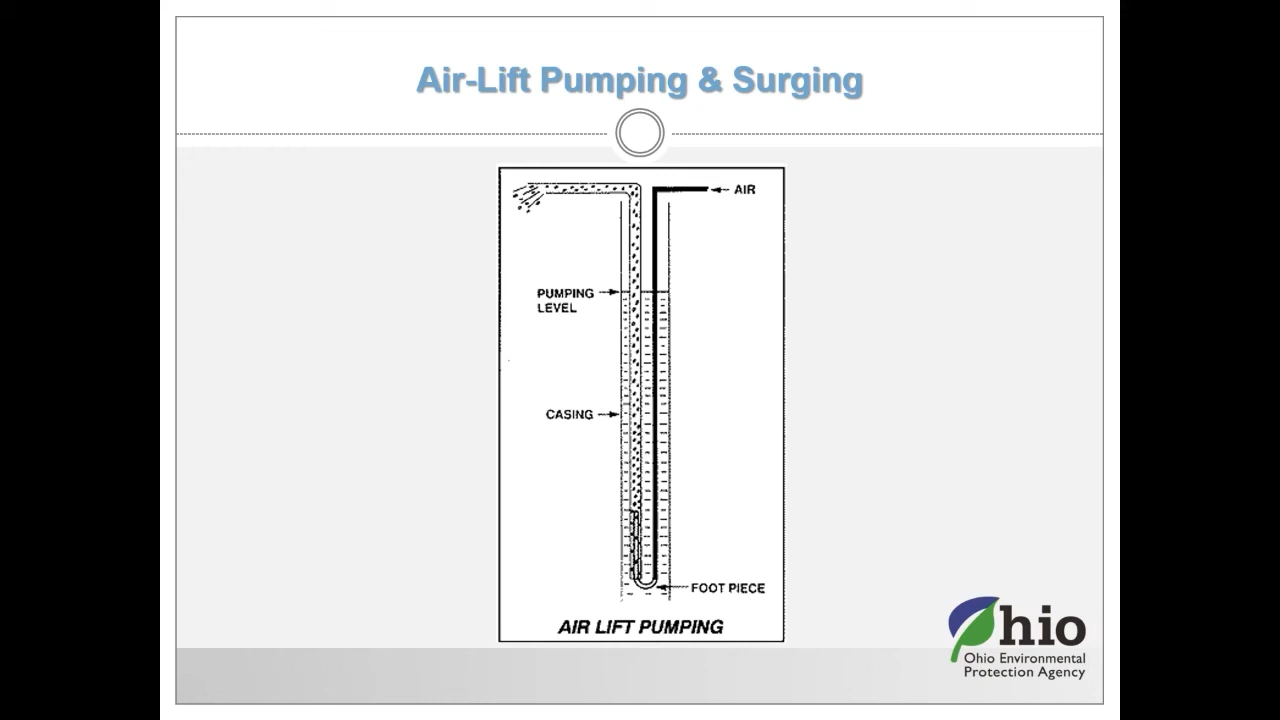 Air-Lift Pumping & Surging
AIR
PUMPING
LEVEL
CASING
FOOT PIECE
AIR LIFT PUMPING
Ohio
Ohio Environmental
Protection Agency